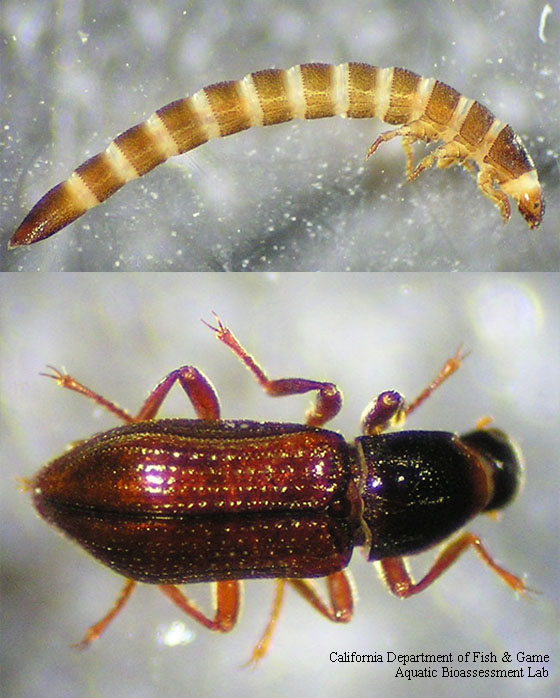 California Department of Fish & Game
Aquatic Bioassessment Lab